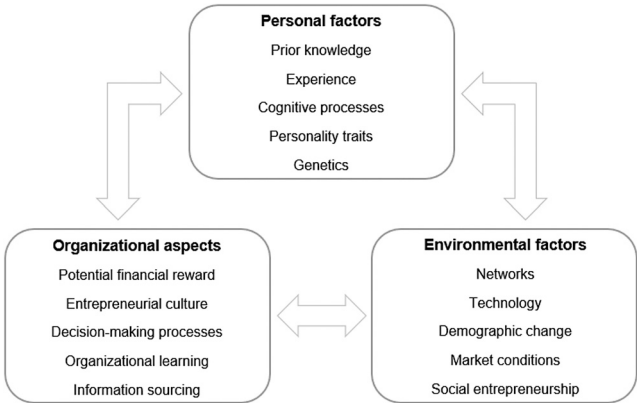 Personal factors
Prior knowledge
Experience
Cognitive processes
Personality traits
Genetics
Organizational aspects
Potential financial reward
Entrepreneurial culture
Decision-making processes
Organizational learning
Information sourcing
Environmental factors
Networks
Technology
Demographic change
Market conditions
Social entrepreneurship